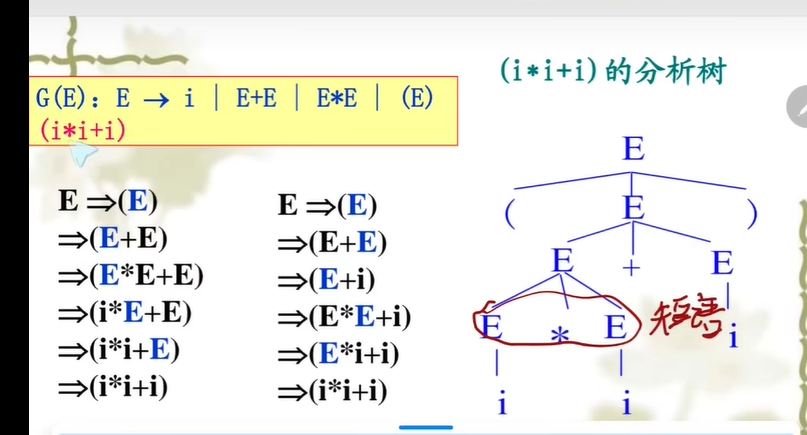 (i*i+i)的分析树
G(E): E → i | E+E | E*E | (E)
(i*i+i)
E ⇒(E)
⇒(E+E)
⇒(E*E+E)
⇒(i*E+E)
⇒(i*i+E)
⇒(i*i+i)
E ⇒(E)
⇒(E+E)
⇒(E+i)
⇒(E*E+i)
⇒(E*i+i)
⇒(i*i+i)
E
( E )
E + E
E * E 短语 i
i i